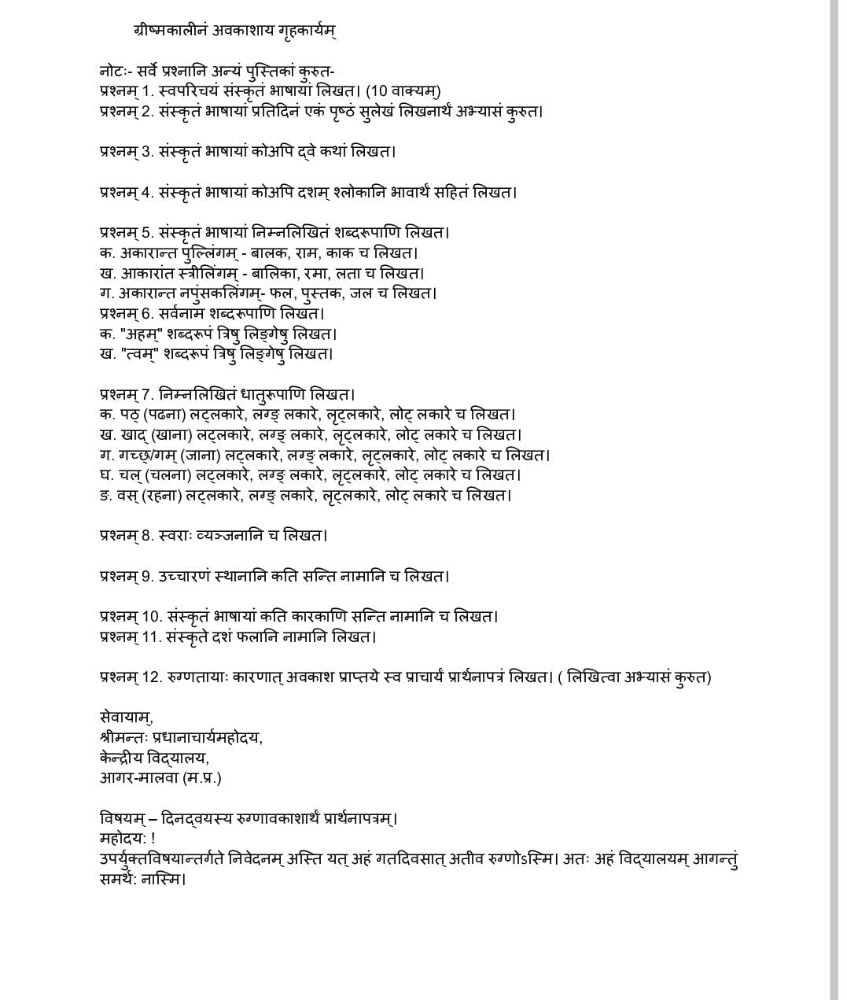 ग्रीष्मकालीनं अवकाशाय गृहकार्यम्
नोटः- सर्वे प्रश्नानि अन्यं पुस्तिकां कुरुत-
प्रश्नम् 1. स्वपरिचयं संस्कृतं भाषायां लिखत। (10 वाक्यम्)
प्रश्नम् 2. संस्कृतं भाषायां प्रतिदिनं एकं पृष्ठं सुलेखं लिखनार्थं अभ्यासं कुरुत।
प्रश्नम् 3. संस्कृतं भाषायां कोअपि द्वे कथां लिखत।
प्रश्नम् 4. संस्कृतं भाषायां कोअपि दशम् श्लोकानि भावार्थं सहितं लिखत।
प्रश्नम् 5. संस्कृतं भाषायां निम्नलिखितं शब्दरूपाणि लिखत।
क. अकारान्त पुल्लिंगम् - बालक, राम, काक च लिखत।
ख. आकारांत स्त्रीलिंगम् - बालिका, रमा, लता च लिखत।
ग. अकारान्त नपुंसकलिंगम्- फल, पुस्तक, जल च लिखत।
प्रश्नम् 6. सर्वनाम शब्दरूपाणि लिखत।
क. "अहम्" शब्दरूपं त्रिषु लिङ्गेषु लिखत।
ख. "त्वम्" शब्दरूपं त्रिषु लिङ्गेषु लिखत।
प्रश्नम् 7. निम्नलिखितं धातुरूपाणि लिखत।
क. पठ् (पढना) लट्लकारे, लग्ङ् लकारे, लृट्लकारे, लोट् लकारे च लिखत।
ख. खाद् (खाना) लट्लकारे, लग्ङ् लकारे, लृट्लकारे, लोट् लकारे च लिखत।
ग. गच्छ्/गम् (जाना) लट्लकारे, लग्ङ् लकारे, लृट्लकारे, लोट् लकारे च लिखत।
घ. चल् (चलना) लट्लकारे, लग्ङ् लकारे, लृट्लकारे, लोट् लकारे च लिखत।
ङ. वस् (रहना) लट्लकारे, लग्ङ् लकारे, लृट्लकारे, लोट् लकारे च लिखत।
प्रश्नम् 8. स्वराः व्यञ्जनानि च लिखत।
प्रश्नम् 9. उच्चारणं स्थानानि कति सन्ति नामानि च लिखत।
प्रश्नम् 10. संस्कृतं भाषायां कति कारकाणि सन्ति नामानि च लिखत।
प्रश्नम् 11. संस्कृते दशं फलानि नामानि लिखत।
प्रश्नम् 12. रुग्णतायाः कारणात् अवकाश प्राप्तये स्व प्राचार्यं प्रार्थनापत्रं लिखत। ( लिखित्वा अभ्यासं कुरुत)
सेवायाम्,
श्रीमन्तः प्रधानाचार्यमहोदय,
केन्द्रीय विद्यालय,
आगर-मालवा (म.प्र.)
विषयम् – दिनद्वयस्य रुग्णावकाशार्थं प्रार्थनापत्रम्।
महोदय: !
उपर्युक्तविषयान्तर्गते निवेदनम् अस्ति यत् अहं गतदिवसात् अतीव रुग्णोऽस्मि। अतः अहं विद्यालयम् आगन्तुं
समर्थ: नास्मि।